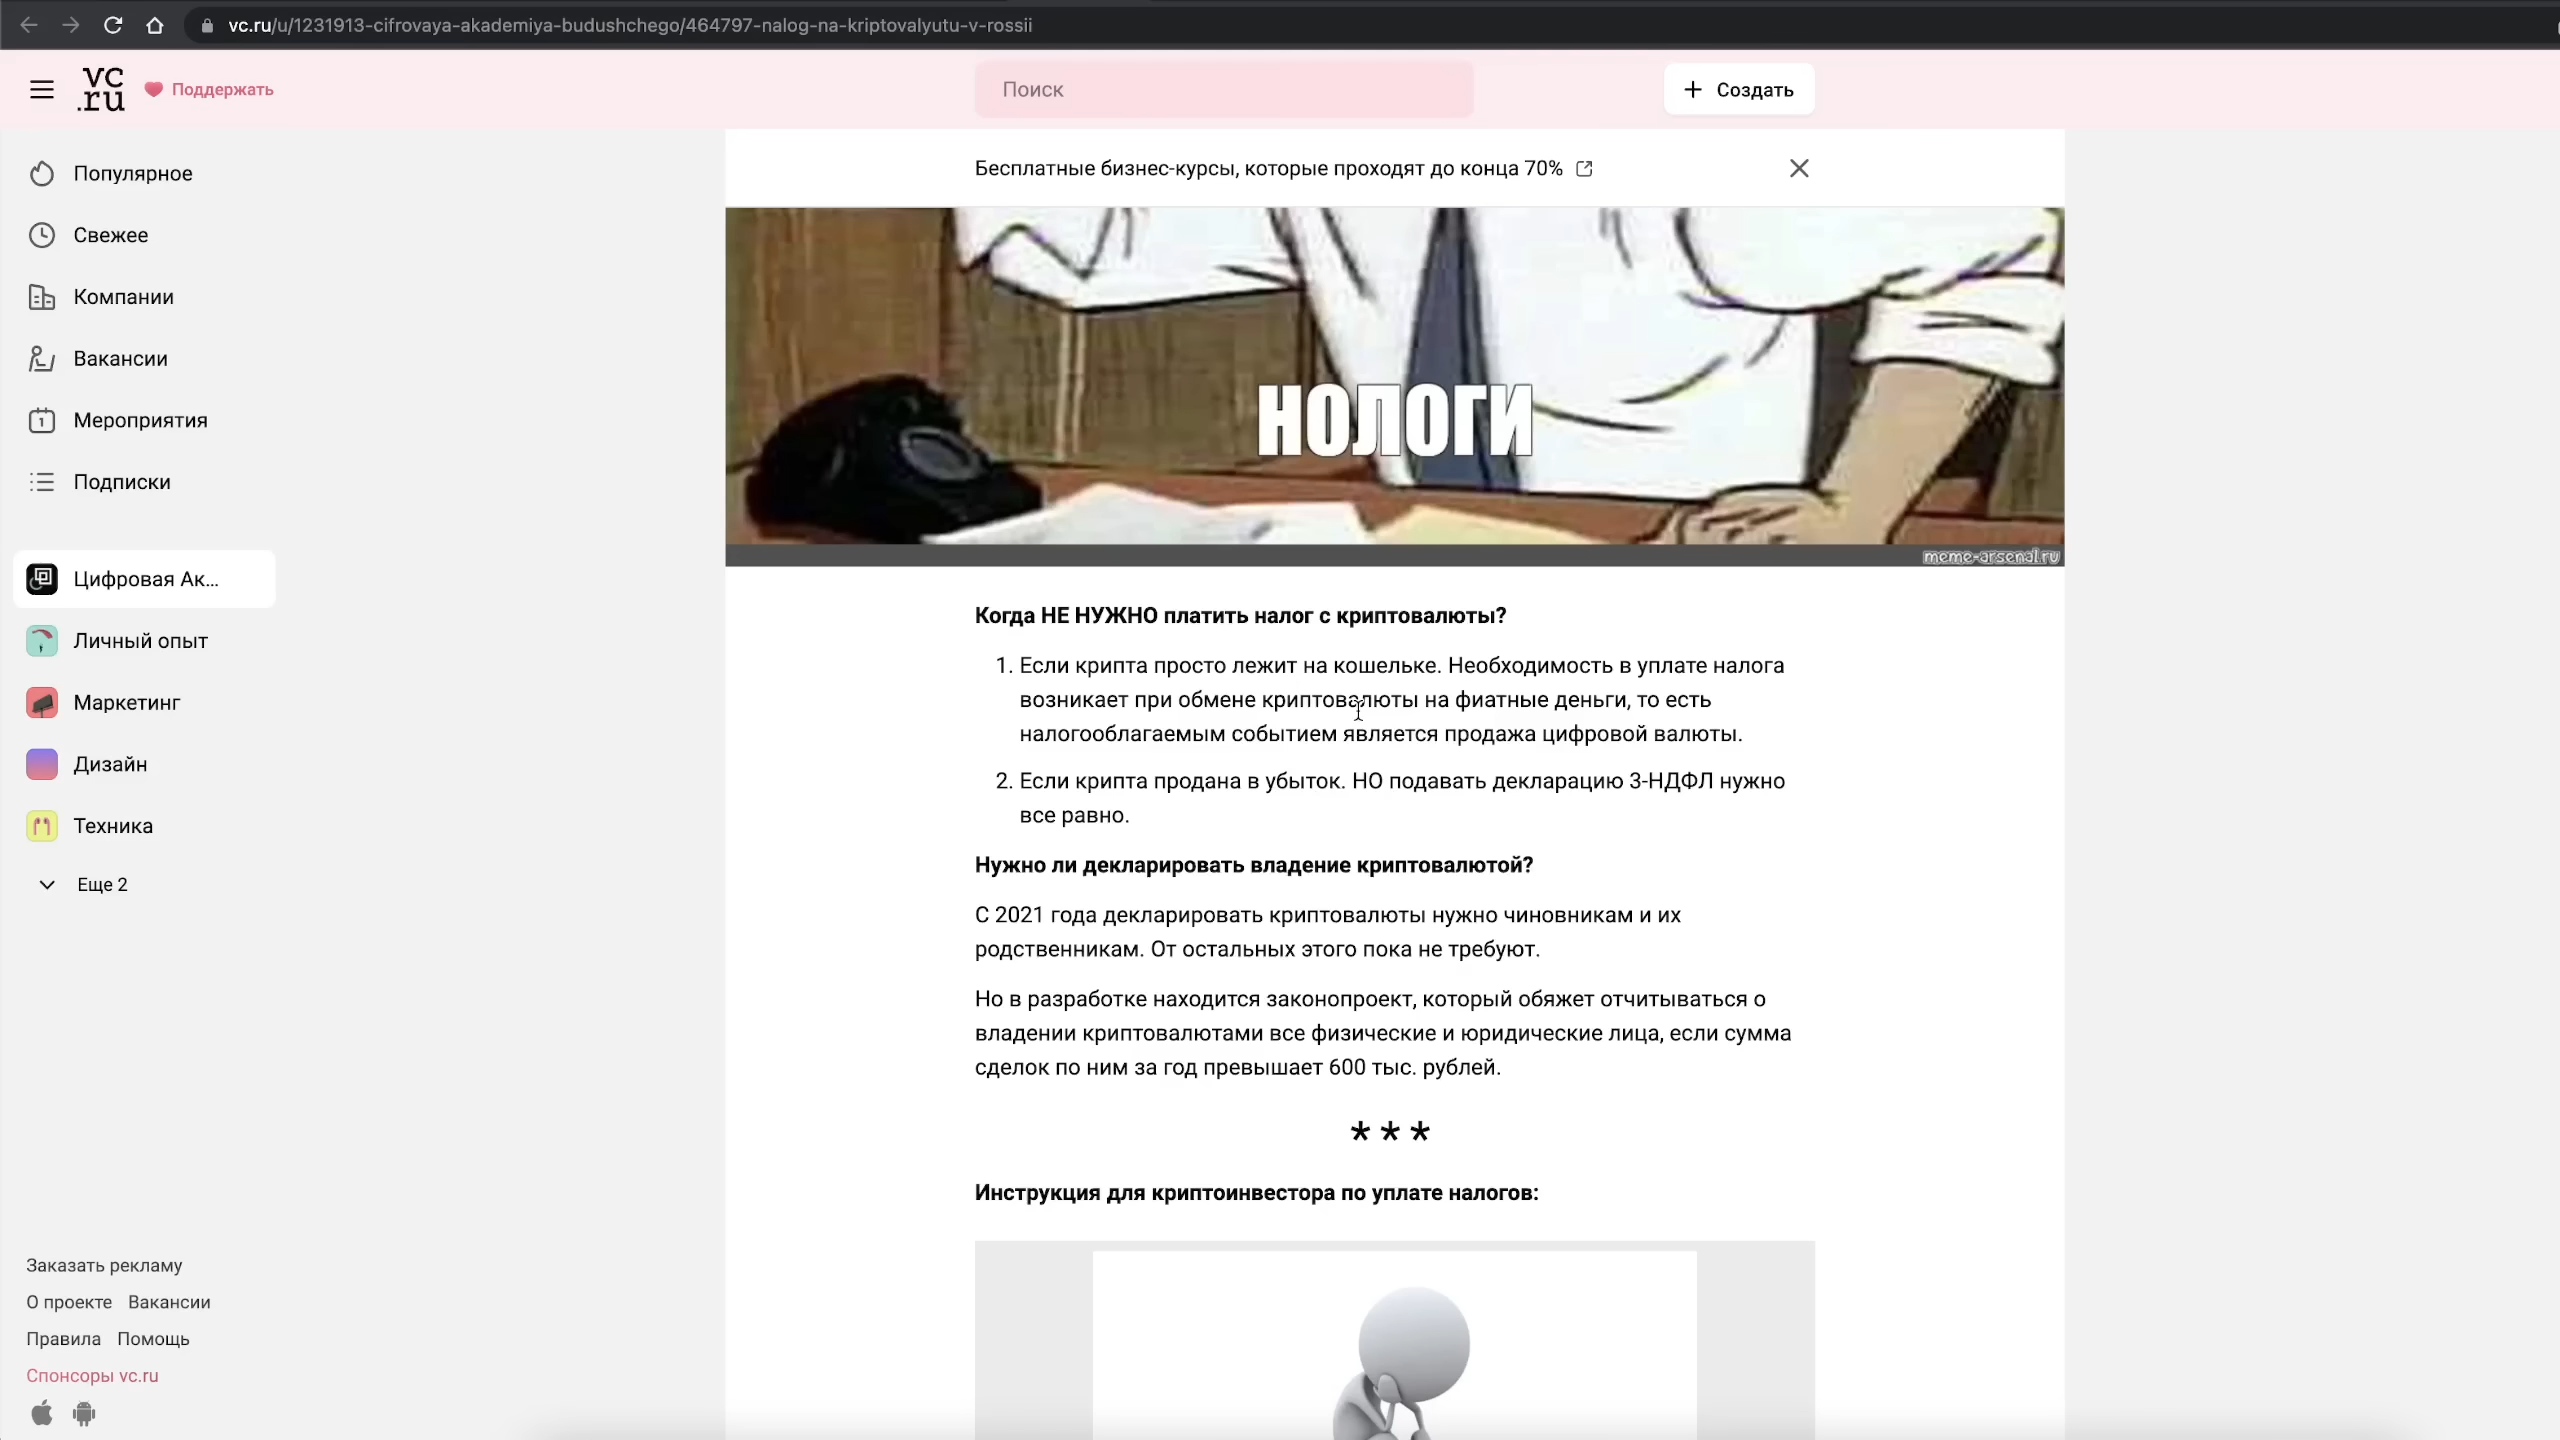 vc.ru/u/1231913-cifrovaya-akademiya-budushchego/464797-nalog-na-kriptovalyutu-v-rossii
vc
.ru
Поддержать
Поиск
+ Создать
Популярное
Свежее
Компании
Вакансии
1
Мероприятия
Подписки
Цифровая Ак...
Личный опыт
Маркетинг
Дизайн
Техника
Еще 2
Заказать рекламу
О проекте Вакансии
Правила Помощь
Спонсоры vc.ru
Бесплатные бизнес-курсы, которые проходят до конца 70%
НОЛОГИ
meme-arsenal.ru
Когда НЕ НУЖНО платить налог с криптовалюты?
1. Если крипта просто лежит на кошельке. Необходимость в уплате налога
возникает при обмене криптовалюты на фиатные деньги, то есть
налогооблагаемым событием является продажа цифровой валюты.
2. Если крипта продана в убыток. НО подавать декларацию 3-НДФЛ нужно
все равно.
Нужно ли декларировать владение криптовалютой?
С 2021 года декларировать криптовалюты нужно чиновникам и их
родственникам. От остальных этого пока не требуют.
Но в разработке находится законопроект, который обяжет отчитываться о
владении криптовалютами все физические и юридические лица, если сумма
сделок по ним за год превышает 600 тыс. рублей.
***
Инструкция для криптоинвестора по уплате налогов: